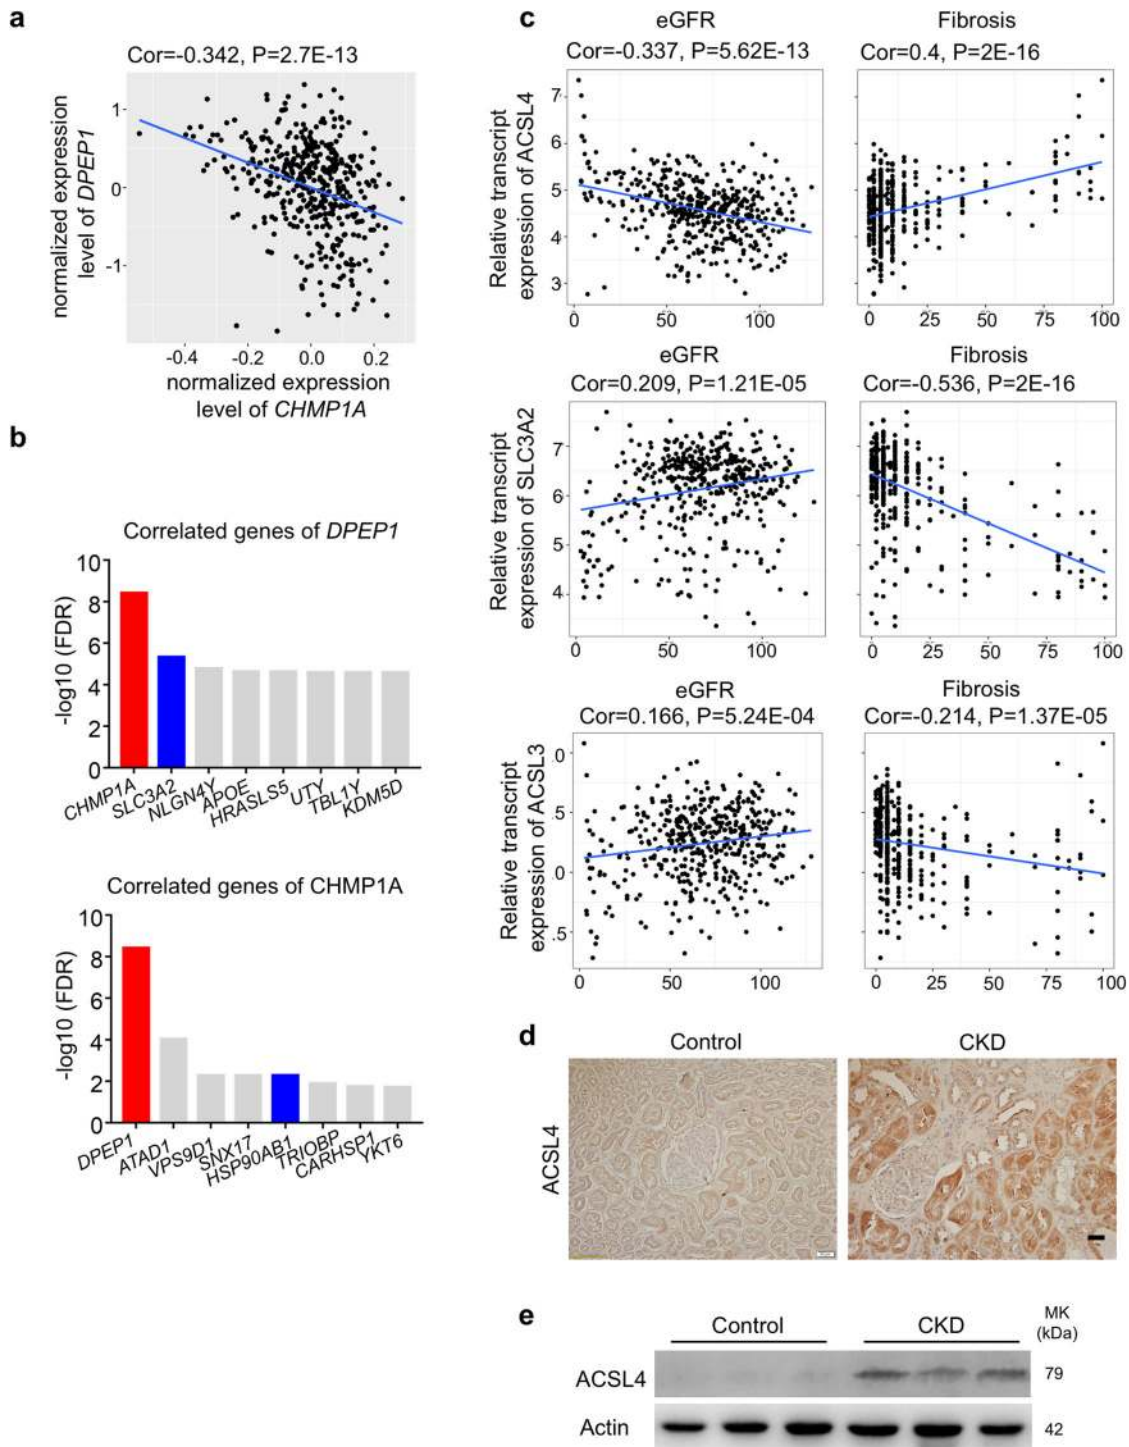 a
Cor=-0.342, P=2.7E-13
normalized expression
level of DPEP1
1
0
-1
-0.4 -0.2 0.0 0.2
normalized expression
level of CHMP1A
b
Correlated genes of DPEP1
-log10 (FDR)
10
8
6
4
2
0
CHMP1A SLC3A2 NLGN4Y APOE HRASLS5 UTY TBL1Y KDM5D
Correlated genes of CHMP1A
-log10 (FDR)
10
8
6
4
2
0
DPEP1 ATAD1 VPS9D1 SNX17 HSP90AB1 TRIOBP CARHSP1 YKT6
c
eGFR
Cor=-0.337, P=5.62E-13
Relative transcript
expression of ACSL4
7
6
5
4
3
0 50 100
Fibrosis
Cor=0.4, P=2E-16
0 25 50 75 100
eGFR
Cor=0.209, P=1.21E-05
Relative transcript
expression of SLC3A2
7
6
5
4
0 50 100
Fibrosis
Cor=-0.536, P=2E-16
0 25 50 75 100
eGFR
Cor=0.166, P=5.24E-04
Relative transcript
expression of ACSL3
.0
.5
.0
.5
0 50 100
Fibrosis
Cor=-0.214, P=1.37E-05
0 25 50 75 100
d
Control CKD
ACSL4
e
Control CKD
MK
(kDa)
ACSL4 79
Actin 42